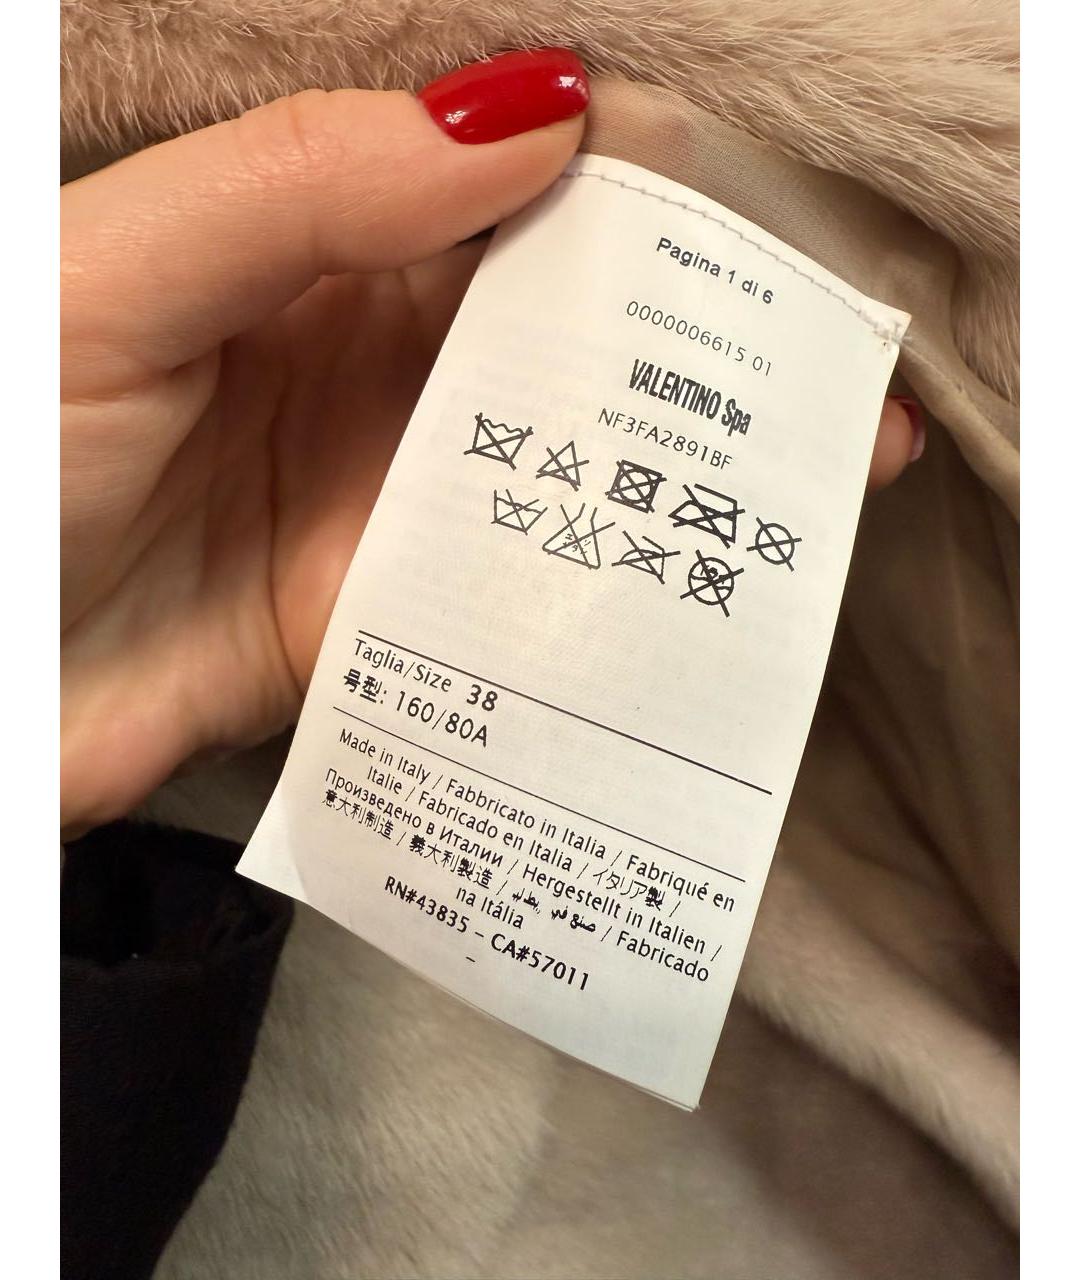 Pagina 1 di 6
0000006615 01
VALENTINO Spa
NF3FA2891BF
Taglia/Size 38
号型: 160/80A
Made in Italy / Fabbricato in Italia / Fabriqué en
Italie / Fabricado en Italia / イタリア製 /
Произведено в Италии / Hergestellt in Italien /
意大利制造 / 義大利製造 / صنع في / Fabricado
na Itália
RN#43835 - CA#57011
-